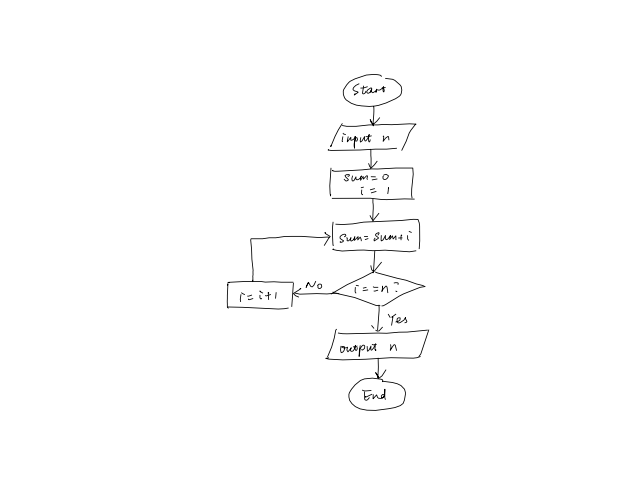 Start
input n
sum=0
i=1
sum=sum+i
i==n?
No
i=i+1
Yes
output n
End